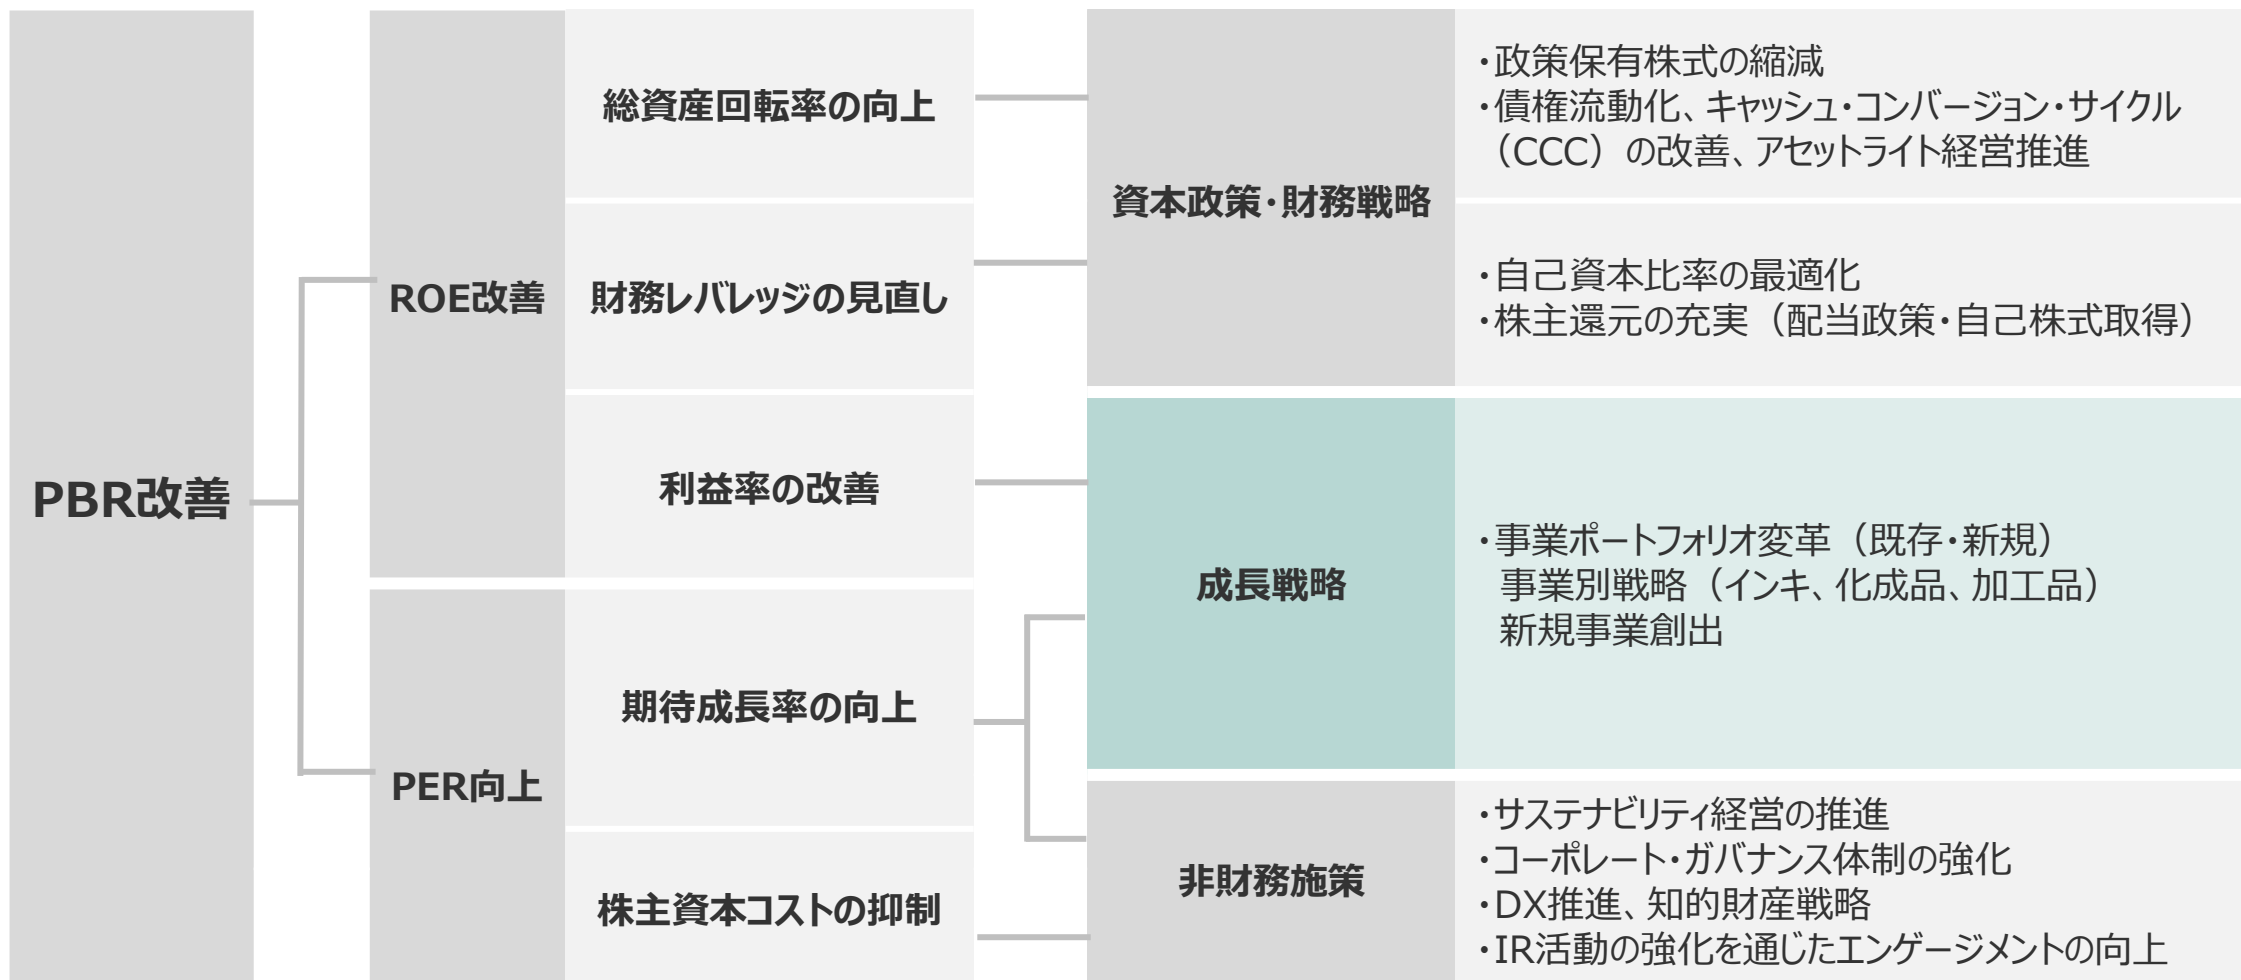 PBR改善
ROE改善
総資産回転率の向上
財務レバレッジの見直し
利益率の改善
PER向上
期待成長率の向上
株主資本コストの抑制
資本政策・財務戦略
・政策保有株式の縮減
・債権流動化、キャッシュ・コンバージョン・サイクル
（CCC）の改善、アセットライト経営推進
・自己資本比率の最適化
・株主還元の充実（配当政策・自己株式取得）
成長戦略
・事業ポートフォリオ変革（既存・新規）
事業別戦略（インキ、化成品、加工品）
新規事業創出
非財務施策
・サステナビリティ経営の推進
・コーポレート・ガバナンス体制の強化
・DX推進、知的財産戦略
・IR活動の強化を通じたエンゲージメントの向上